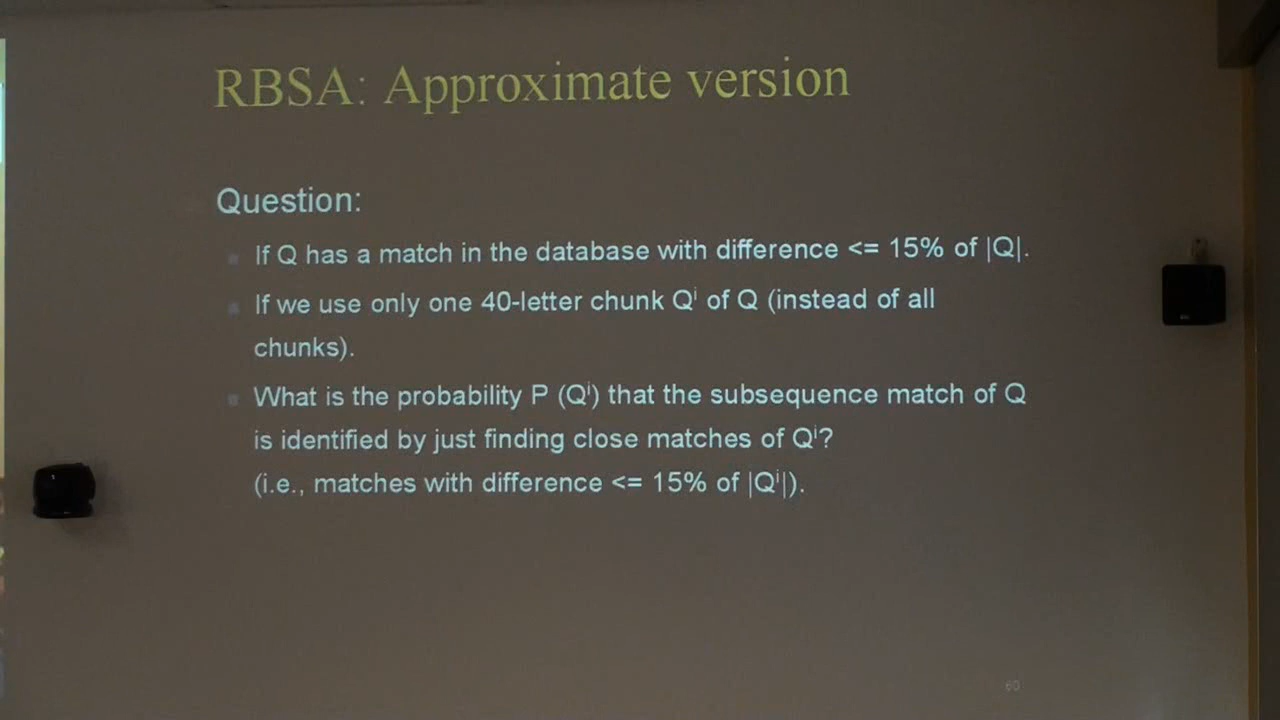 RBSA: Approximate version
Question:
If Q has a match in the database with difference <= 15% of |Q|.
If we use only one 40-letter chunk Qⁱ of Q (instead of all
chunks).
What is the probability P (Qⁱ) that the subsequence match of Q
is identified by just finding close matches of Qⁱ?
(i.e., matches with difference <= 15% of |Qⁱ|).
60